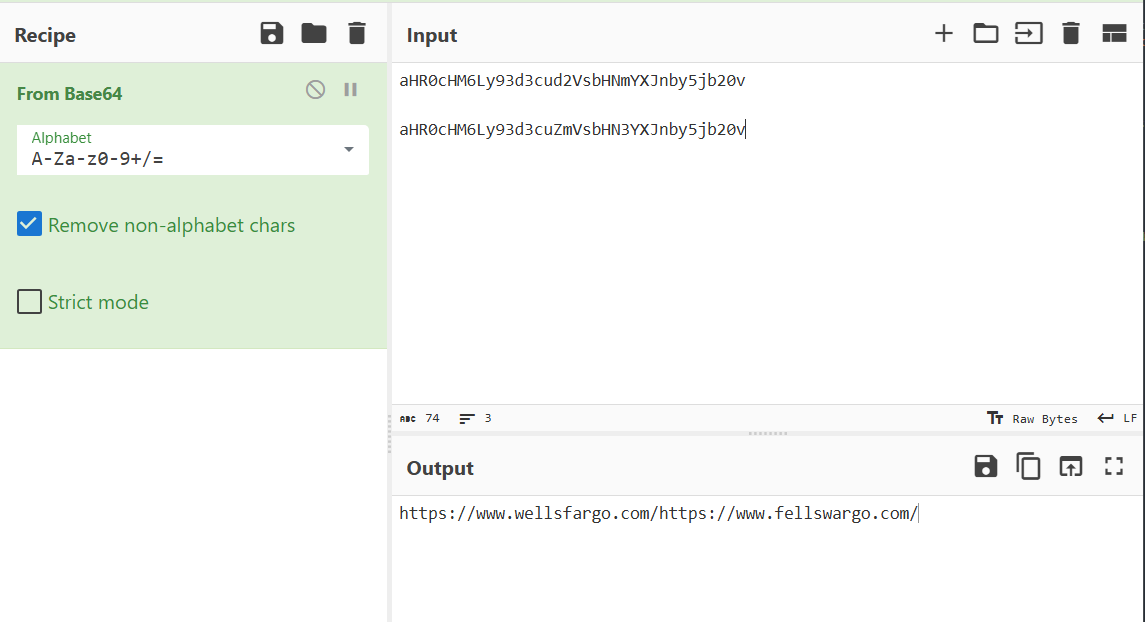 Recipe
From Base64
Alphabet
A-Za-z0-9+/=
Remove non-alphabet chars
Strict mode
Input
aHR0cHM6Ly93d3cud2VsbHNmYXJnby5jb20v
aHR0cHM6Ly93d3cuZmVsbHN3YXJnby5jb20v
ABC 74 3
Tт Raw Bytes LF
Output
https://www.wellsfargo.com/https://www.fellswargo.com/